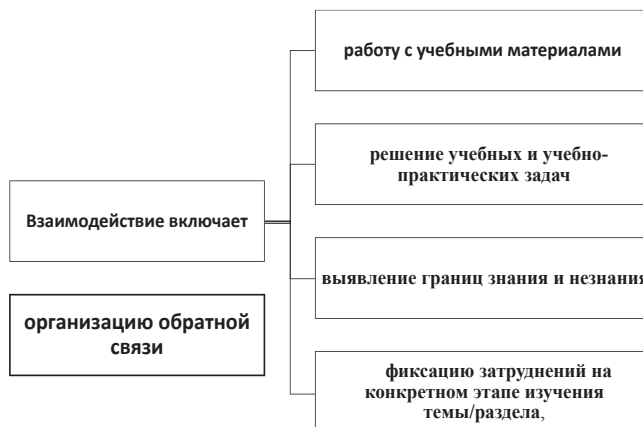 работу с учебными материалами
решение учебных и учебно-
практических задач
Взаимодействие включает
выявление границ знания и незнания
организацию обратной
связи
фиксацию затруднений на
конкретном этапе изучения
темы/раздела,